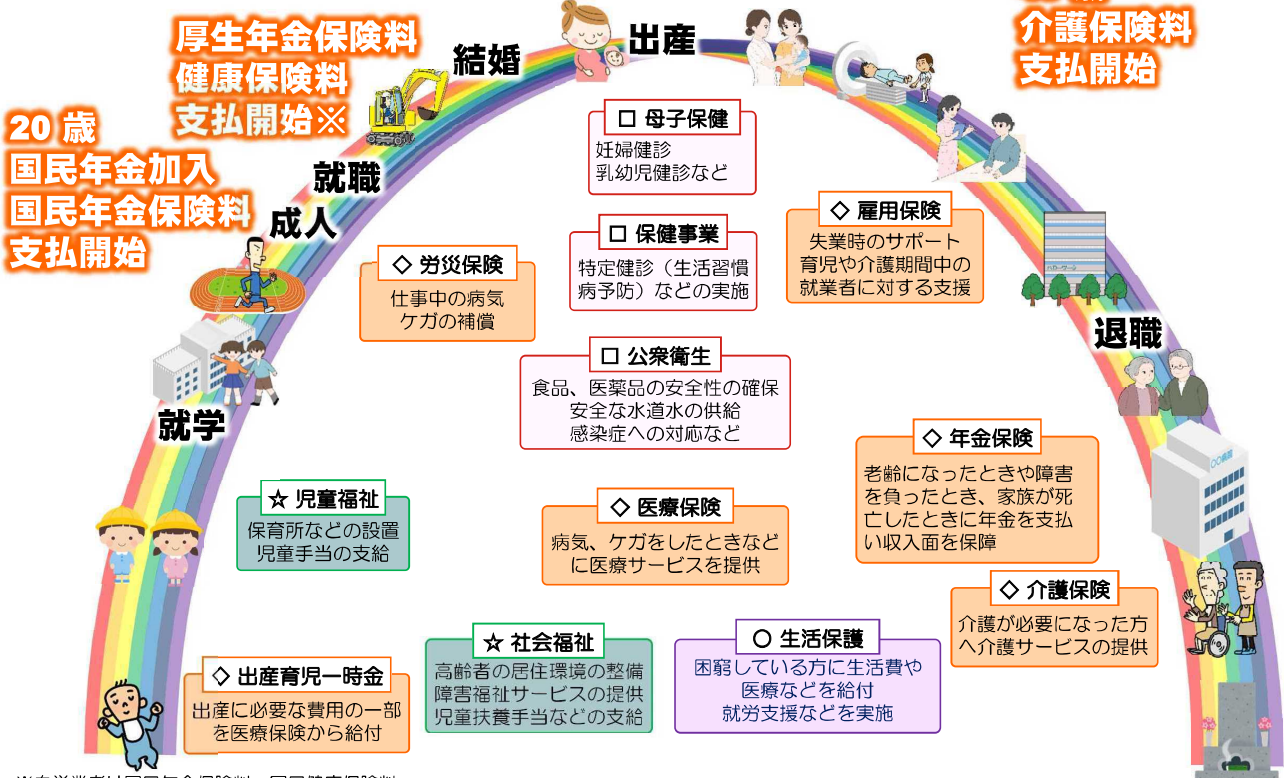 厚生年金保険料
健康保険料
支払開始※
結婚
出産
介護保険料
支払開始
20 歳
国民年金加入
国民年金保険料
支払開始
就職
成人
就学
退職
□ 母子保健
妊婦健診
乳幼児健診など
□ 保健事業
特定健診（生活習慣
病予防）などの実施
◇ 雇用保険
失業時のサポート
育児や介護期間中の
就業者に対する支援
◇ 労災保険
仕事中の病気
ケガの補償
□ 公衆衛生
食品、医薬品の安全性の確保
安全な水道水の供給
感染症への対応など
◇ 年金保険
老齢になったときや障害
を負ったとき、家族が死
亡したときに年金を支払
い収入面を保障
☆ 児童福祉
保育所などの設置
児童手当の支給
◇ 医療保険
病気、ケガをしたときなど
に医療サービスを提供
◇ 介護保険
介護が必要になった方
へ介護サービスの提供
☆ 社会福祉
高齢者の居住環境の整備
障害福祉サービスの提供
児童扶養手当などの支給
○ 生活保護
困窮している方に生活費や
医療などを給付
就労支援などを実施
◇ 出産育児一時金
出産に必要な費用の一部
を医療保険から給付